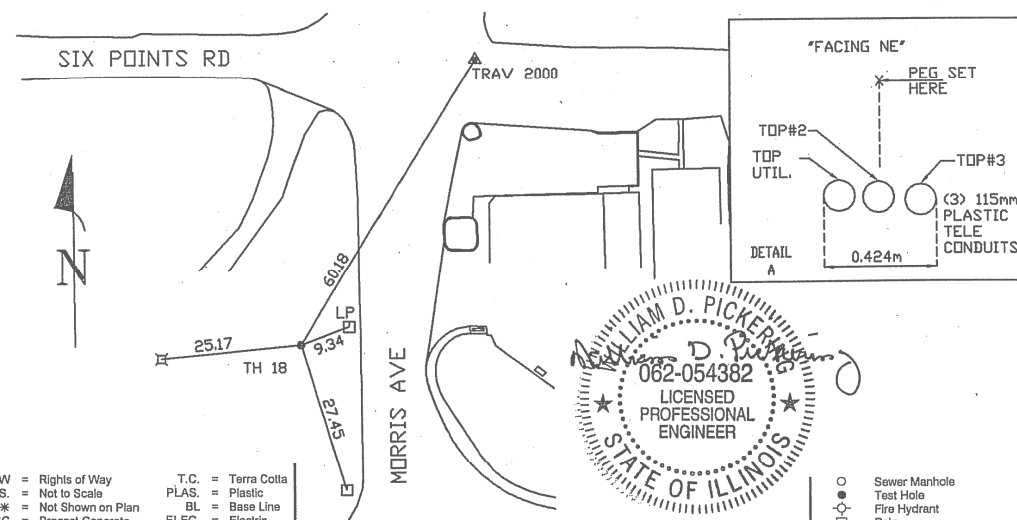 SIX POINTS RD
TRAV 2000
"FACING NE"
PEG SET
HERE
TOP#2
TOP
UTIL.
TOP#3
(3) 115mm
PLASTIC
TELE
CONDUITS
DETAIL
A
0.424m
N
60.18
LP
9.34
25.17
TH 18
27.45
MORRIS AVE
WILLIAM D. PICKERING
William D. Pickering
062-054382
LICENSED
PROFESSIONAL
ENGINEER
STATE OF ILLINOIS
W = Rights of Way
S. = Not to Scale
* = Not Shown on Plan
T.C. = Terra Cotta
PLAS. = Plastic
BL = Base Line
Sewer Manhole
Test Hole
Fire Hydrant